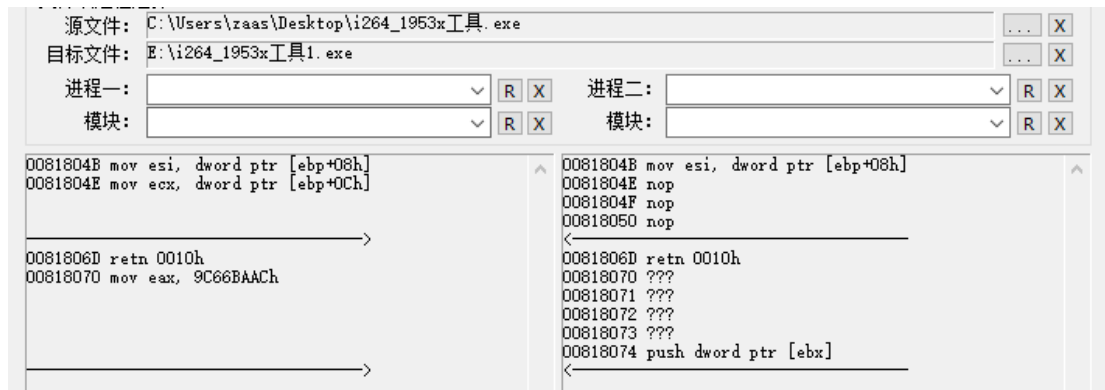 源文件: C:\Users\zaas\Desktop\i264_1953x工具.exe ... X
目标文件: E:\i264_1953x工具1.exe ... X
进程一: R X 进程二: R X
模块: R X 模块: R X
0081804B mov esi, dword ptr [ebp+08h]
0081804E mov ecx, dword ptr [ebp+0Ch]
0081806D retn 0010h
00818070 mov eax, 9C66BAACh
0081804B mov esi, dword ptr [ebp+08h]
0081804E nop
0081804F nop
00818050 nop
0081806D retn 0010h
00818070 ???
00818071 ???
00818072 ???
00818073 ???
00818074 push dword ptr [ebx]